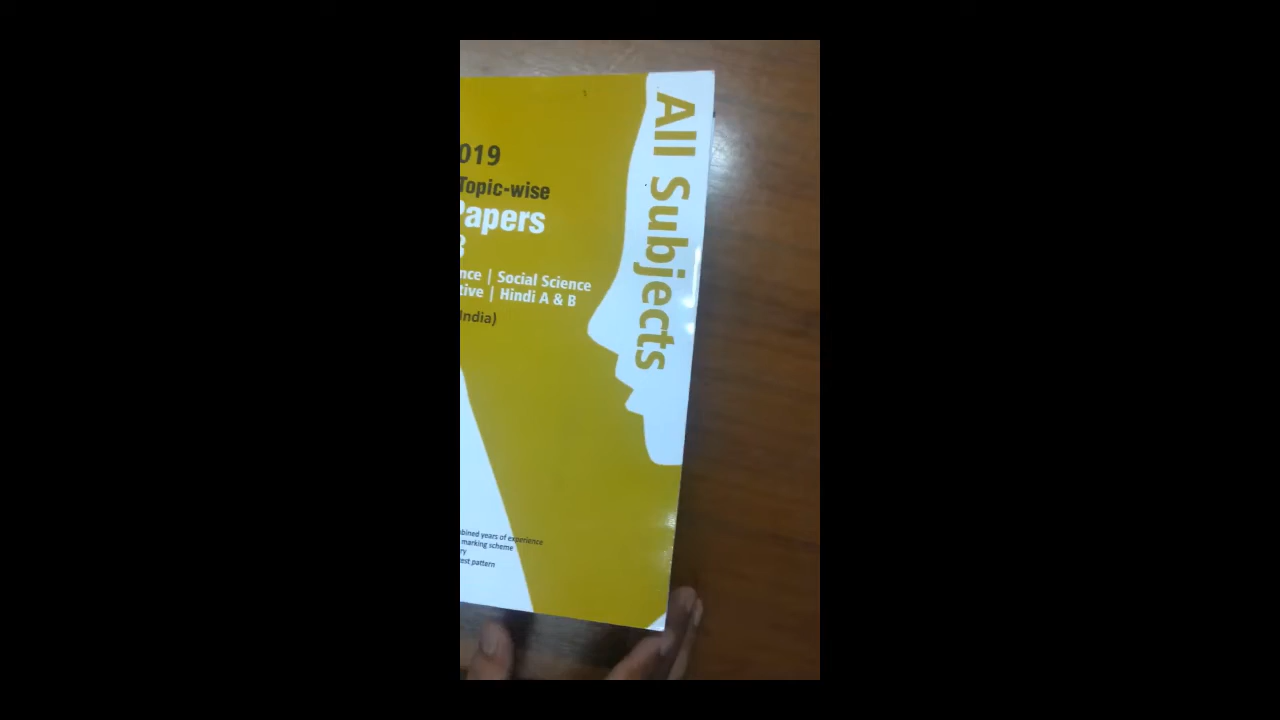 019
Topic-wise
Papers
nce | Social Science
tive | Hindi A & B
India)
All Subjects
bined years of experience
marking scheme
ry
est pattern